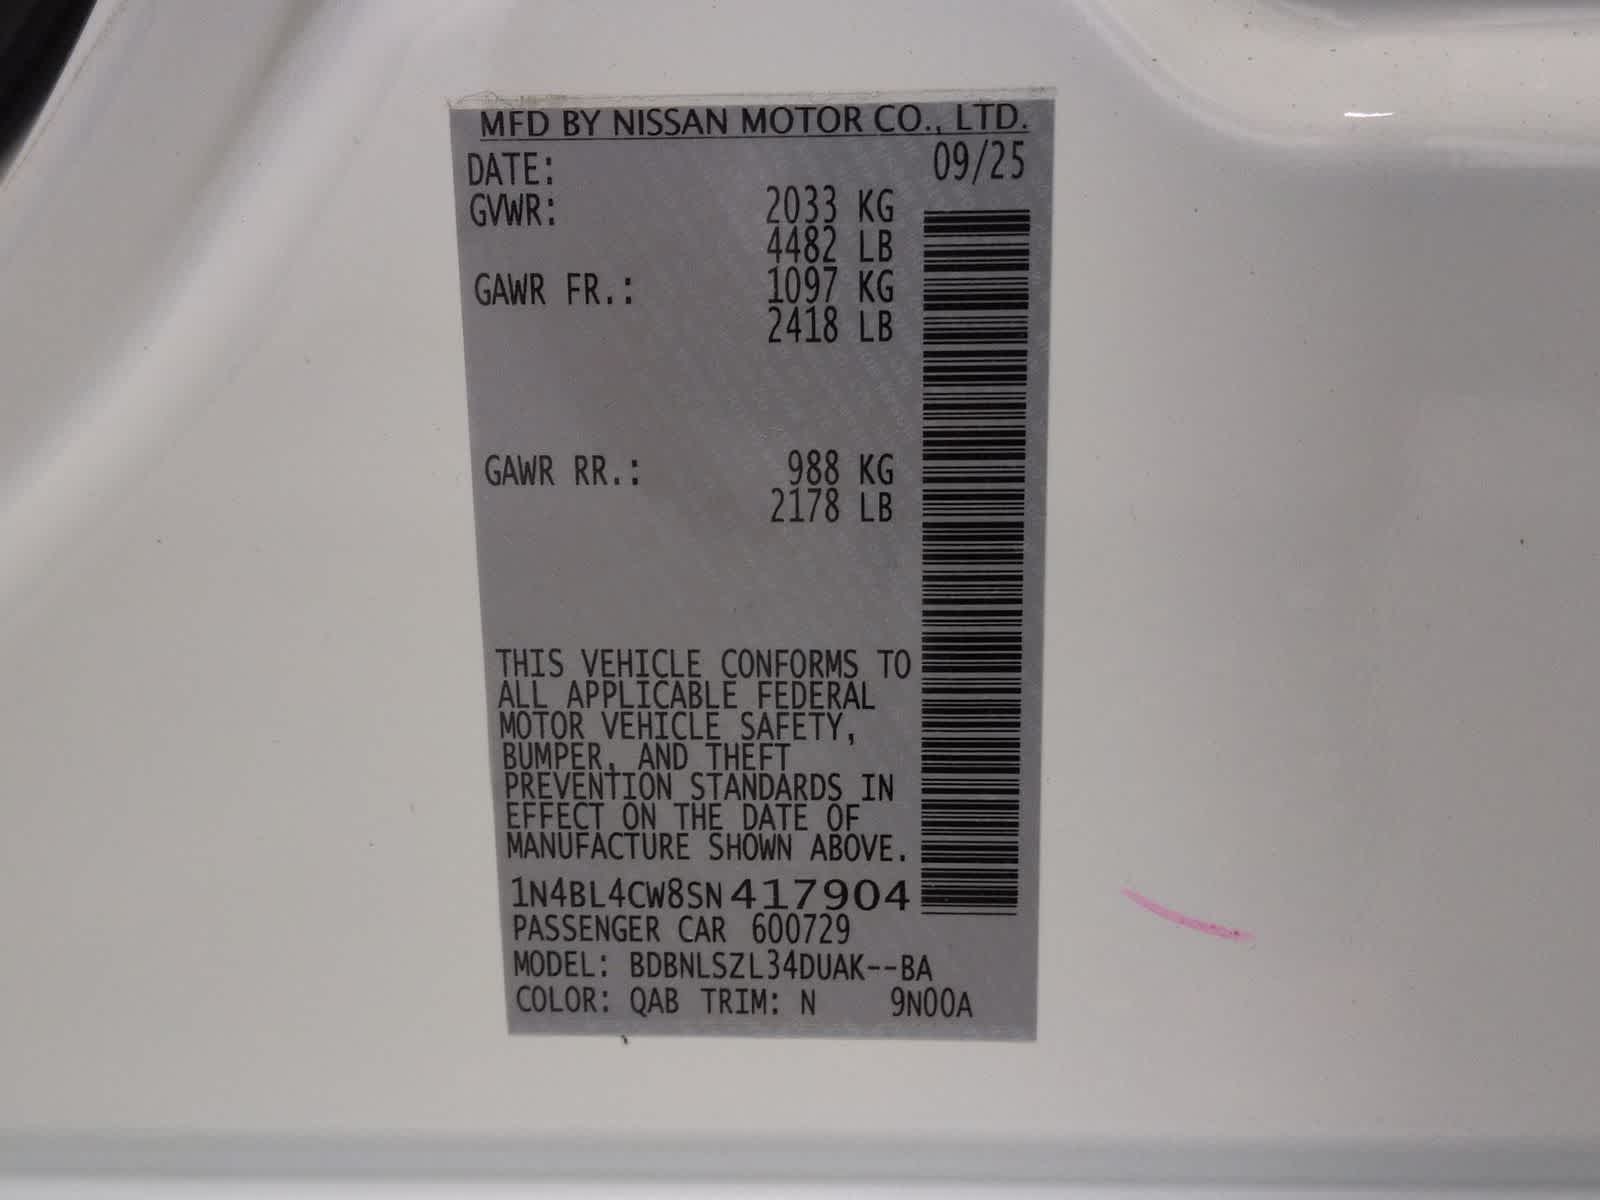 MFD BY NISSAN MOTOR CO., LTD.
DATE: 09/25
GVWR: 2033 KG
4482 LB
GAWR FR.: 1097 KG
2418 LB
GAWR RR.: 988 KG
2178 LB
THIS VEHICLE CONFORMS TO
ALL APPLICABLE FEDERAL
MOTOR VEHICLE SAFETY,
BUMPER, AND THEFT
PREVENTION STANDARDS IN
EFFECT ON THE DATE OF
MANUFACTURE SHOWN ABOVE.
1N4BL4CW8SN417904
PASSENGER CAR 600729
MODEL: BDBNLSZL34DUAK--BA
COLOR: QAB TRIM: N 9N00A